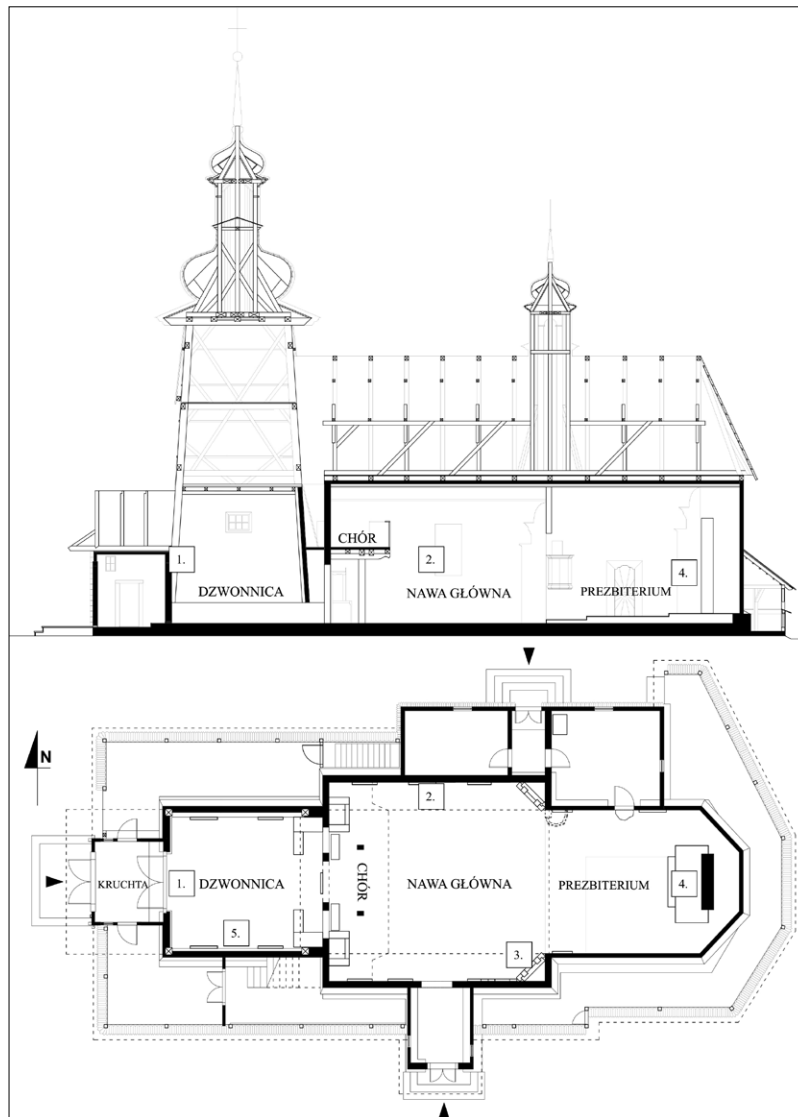 CHÓR
1.
2.
4.
DZWONNICA
NAWA GŁÓWNA
PREZBITERIUM
N
2.
KRUCHTA
1.
DZWONNICA
CHÓR
NAWA GŁÓWNA
PREZBITERIUM
4.
5.
3.